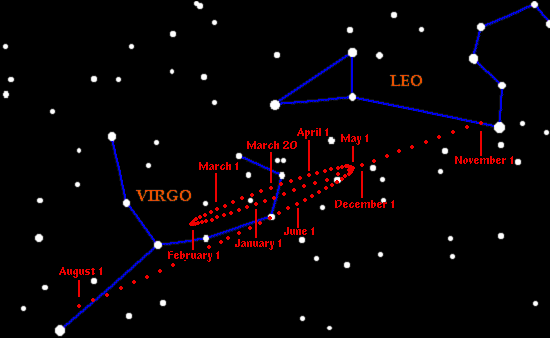 LEO
April 1
May 1
March 20
November 1
March 1
VIRGO
December 1
June 1
January 1
February 1
August 1